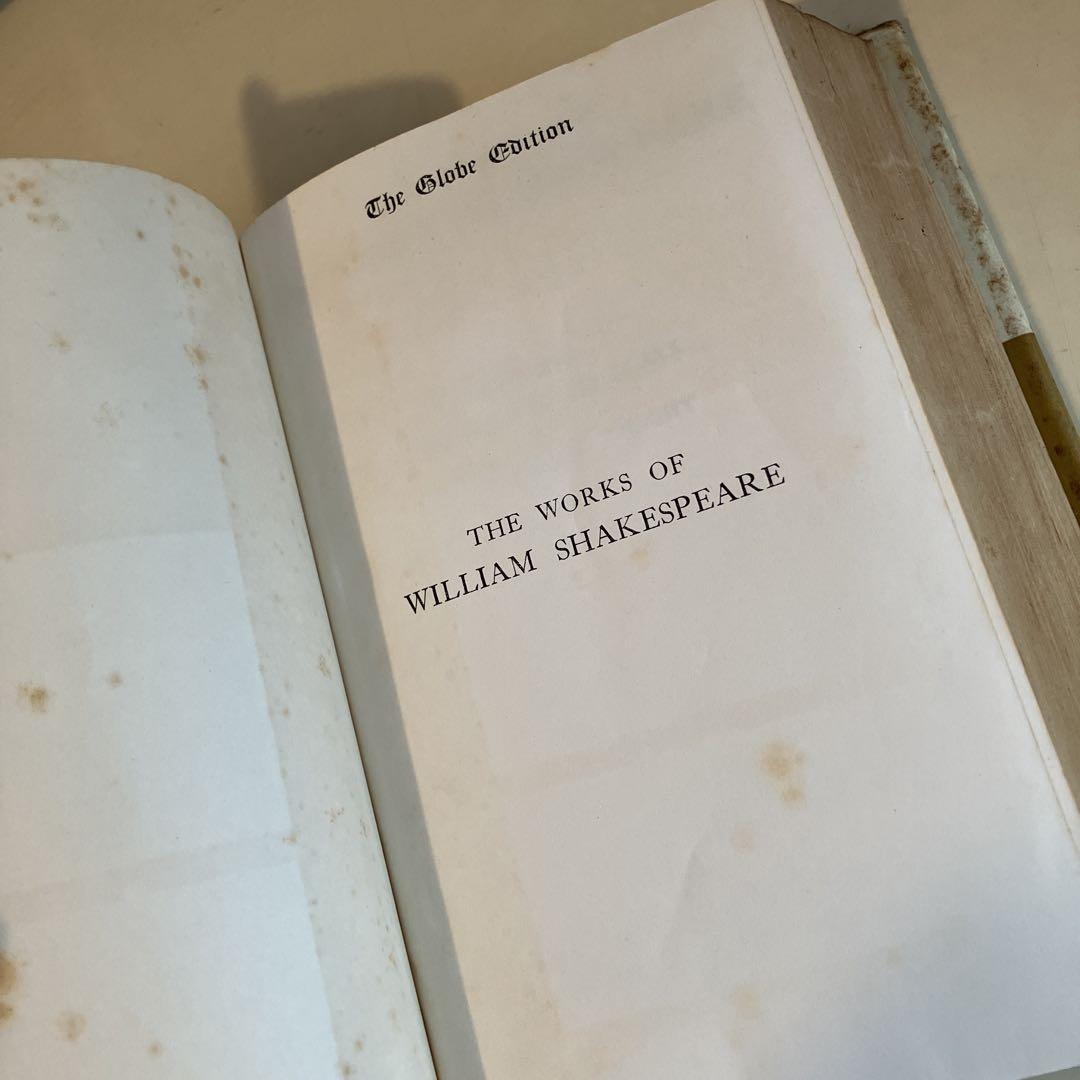 The Globe Edition
THE WORKS OF
WILLIAM SHAKESPEARE